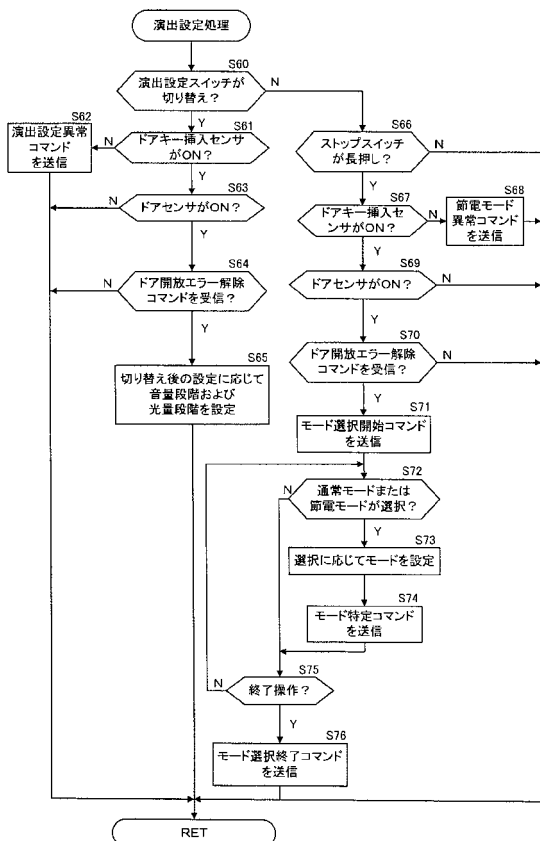 演出設定処理
S60
演出設定スイッチが
切り替え?
N
Y
S62
演出設定異常
コマンド
を送信
S61
ドアキー挿入センサ
がON?
N
Y
S63
ドアセンサがON?
N
Y
S64
ドア開放エラー解除
コマンドを受信?
N
Y
S65
切り替え後の設定に応じて
音量段階および
光量段階を設定
S66
ストップスイッチ
が長押し?
N
Y
S67
ドアキー挿入セ
ンサがON?
N
Y
S68
節電モード
異常コマンド
を送信
S69
ドアセンサがON?
N
Y
S70
ドア開放エラー解除
コマンドを受信?
N
Y
S71
モード選択開始コマンド
を送信
S72
通常モードまたは
節電モードが選択?
N
Y
S73
選択に応じてモードを設定
S74
モード特定コマンド
を送信
S75
終了操作?
N
Y
S76
モード選択終了コマンド
を送信
RET